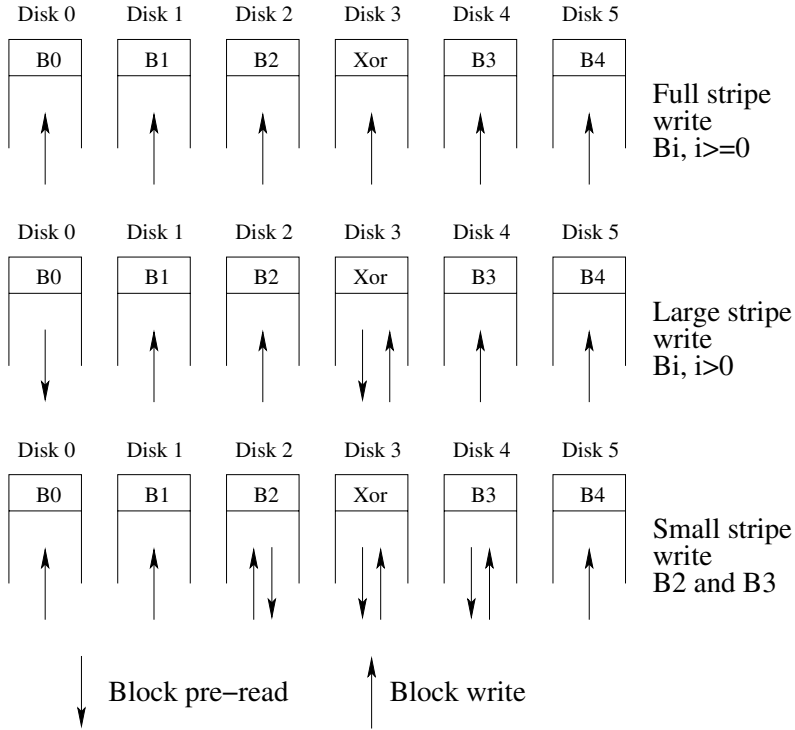 Disk 0 Disk 1 Disk 2 Disk 3 Disk 4 Disk 5
B0 B1 B2 Xor B3 B4
Full stripe
write
Bi, i>=0
Disk 0 Disk 1 Disk 2 Disk 3 Disk 4 Disk 5
B0 B1 B2 Xor B3 B4
Large stripe
write
Bi, i>0
Disk 0 Disk 1 Disk 2 Disk 3 Disk 4 Disk 5
B0 B1 B2 Xor B3 B4
Small stripe
write
B2 and B3
Block pre−read Block write